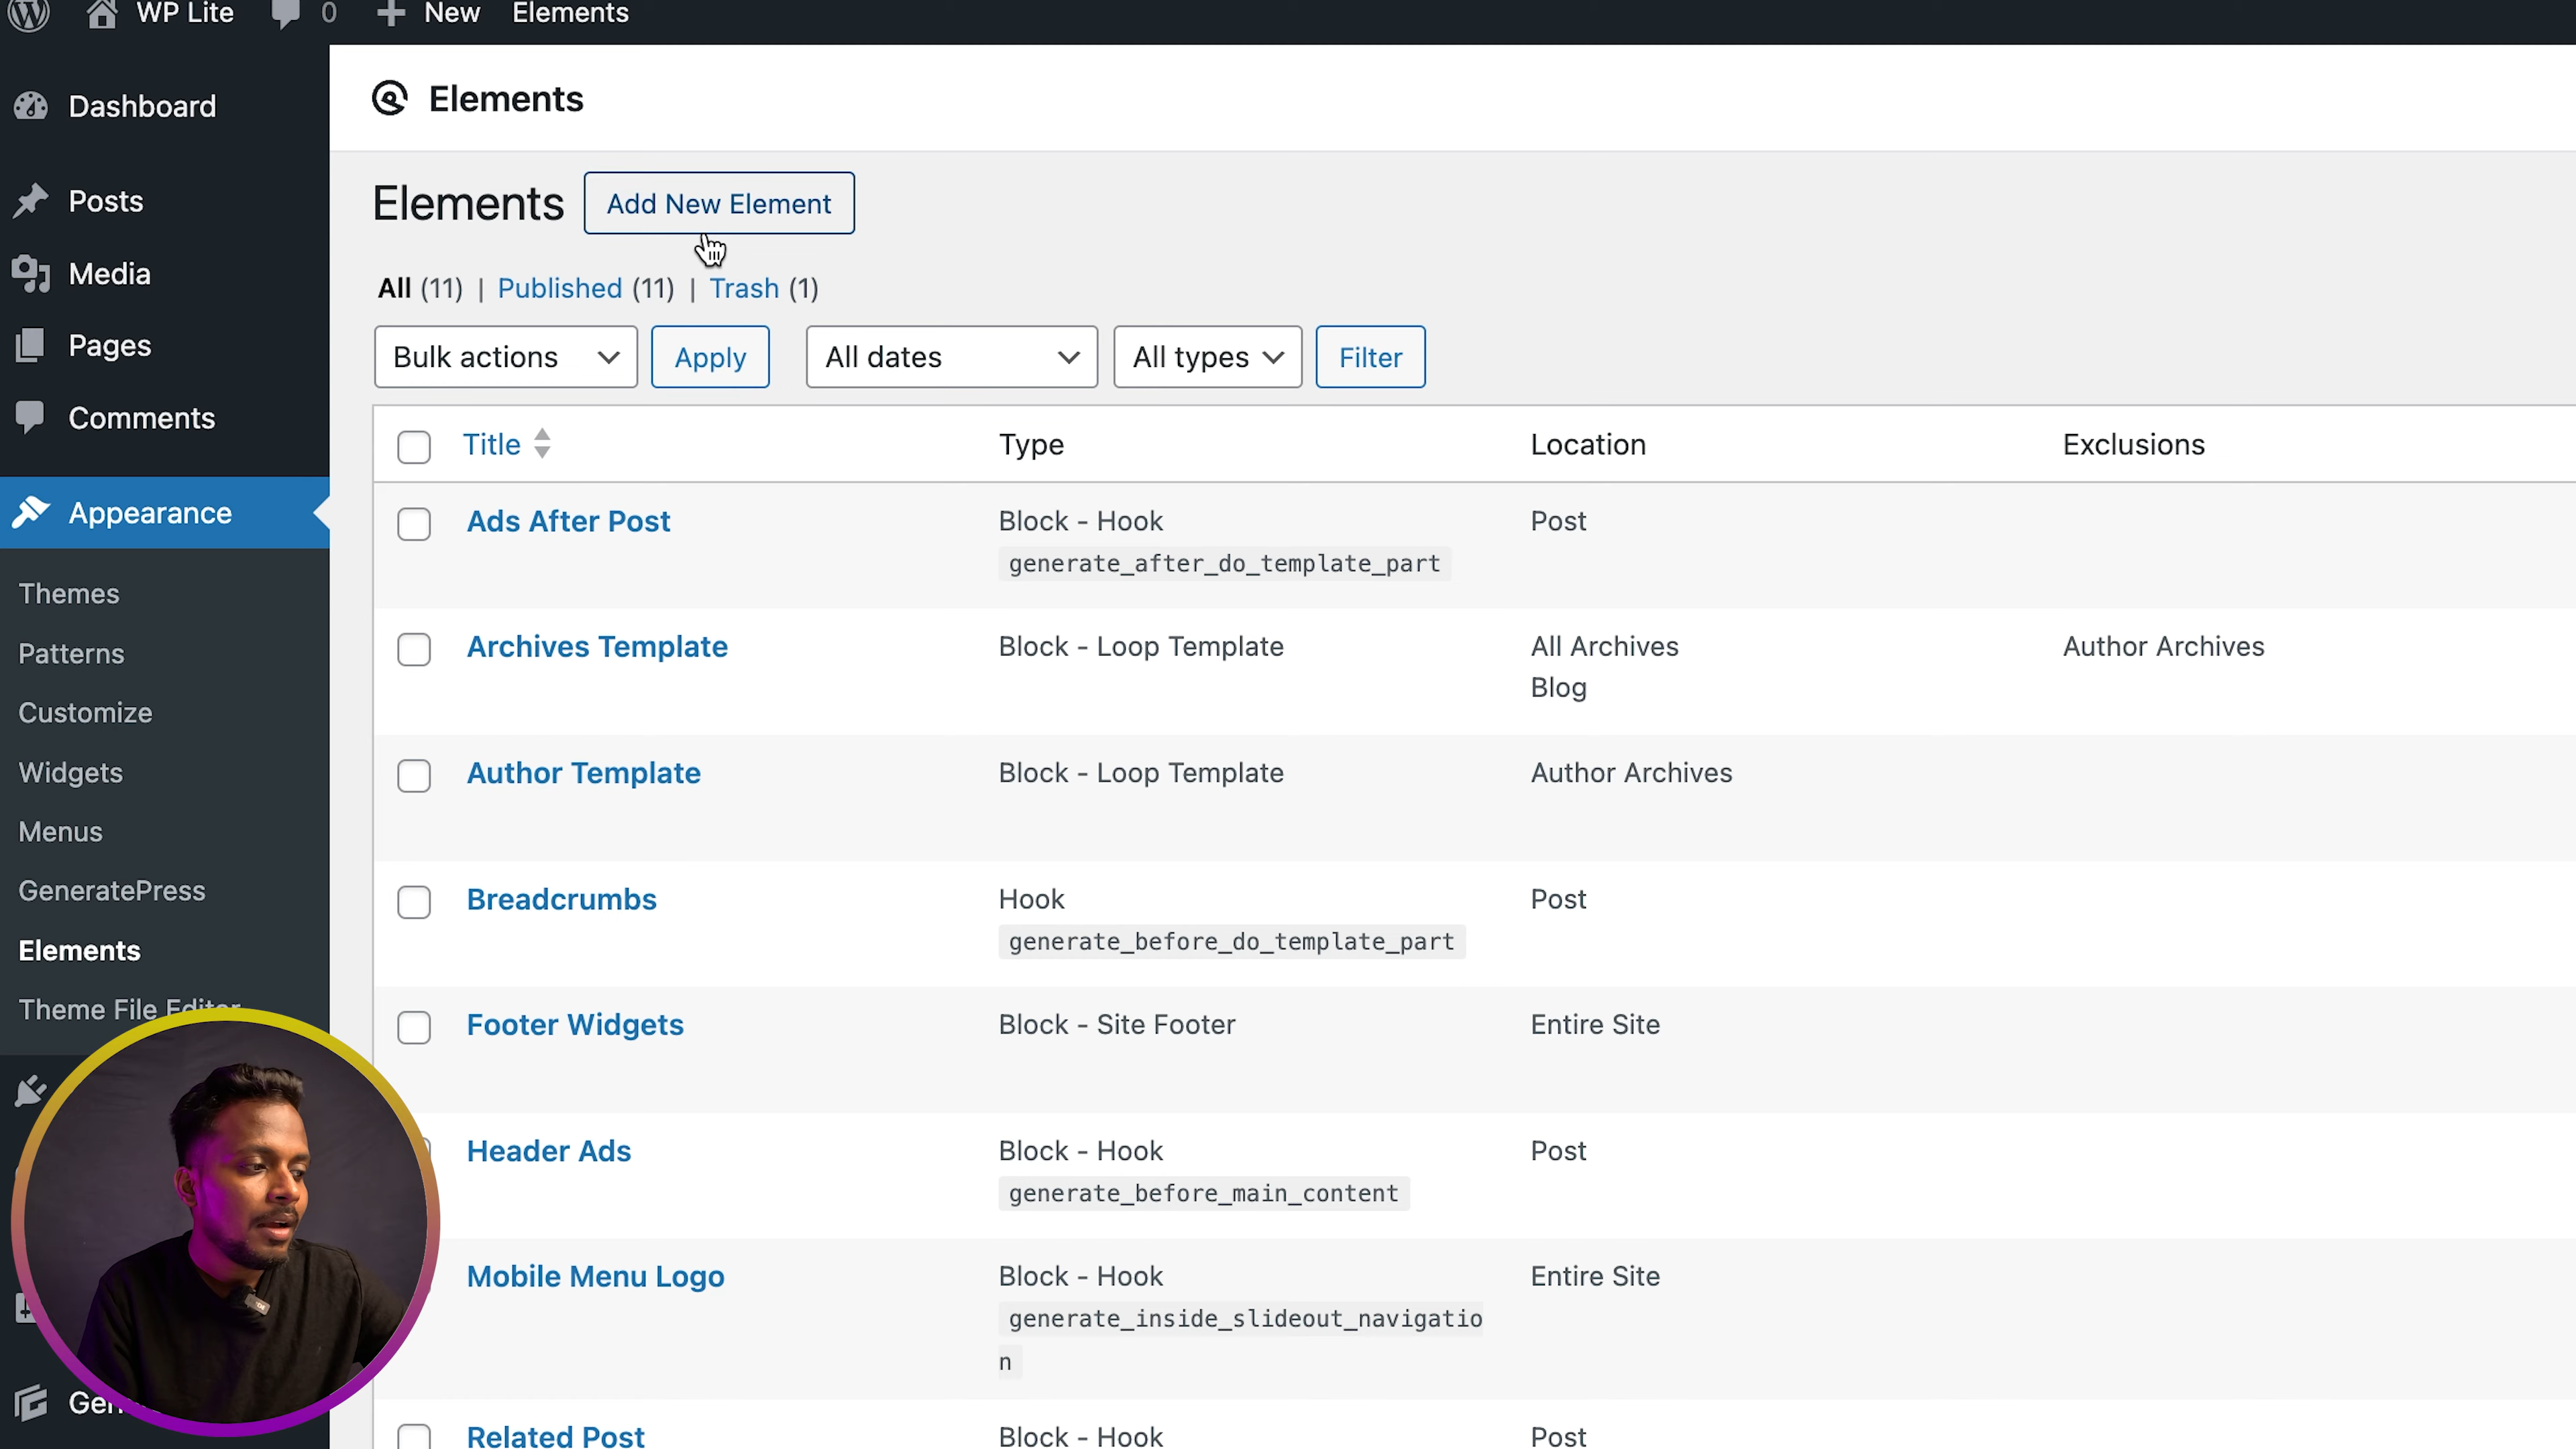 WP Lite 0 New Elements
Dashboard
Posts
Media
Pages
Comments
Appearance
Themes
Patterns
Customize
Widgets
Menus
GeneratePress
Elements
Theme File Editor
Elements
Elements Add New Element
All (11) | Published (11) | Trash (1)
Bulk actions Apply All dates All types Filter
Title Type Location Exclusions
Ads After Post Block - Hook Post
generate_after_do_template_part
Archives Template Block - Loop Template All Archives Author Archives
Blog
Author Template Block - Loop Template Author Archives
Breadcrumbs Hook Post
generate_before_do_template_part
Footer Widgets Block - Site Footer Entire Site
Header Ads Block - Hook Post
generate_before_main_content
Mobile Menu Logo Block - Hook Entire Site
generate_inside_slideout_navigatio
n
Related Post Block - Hook Post